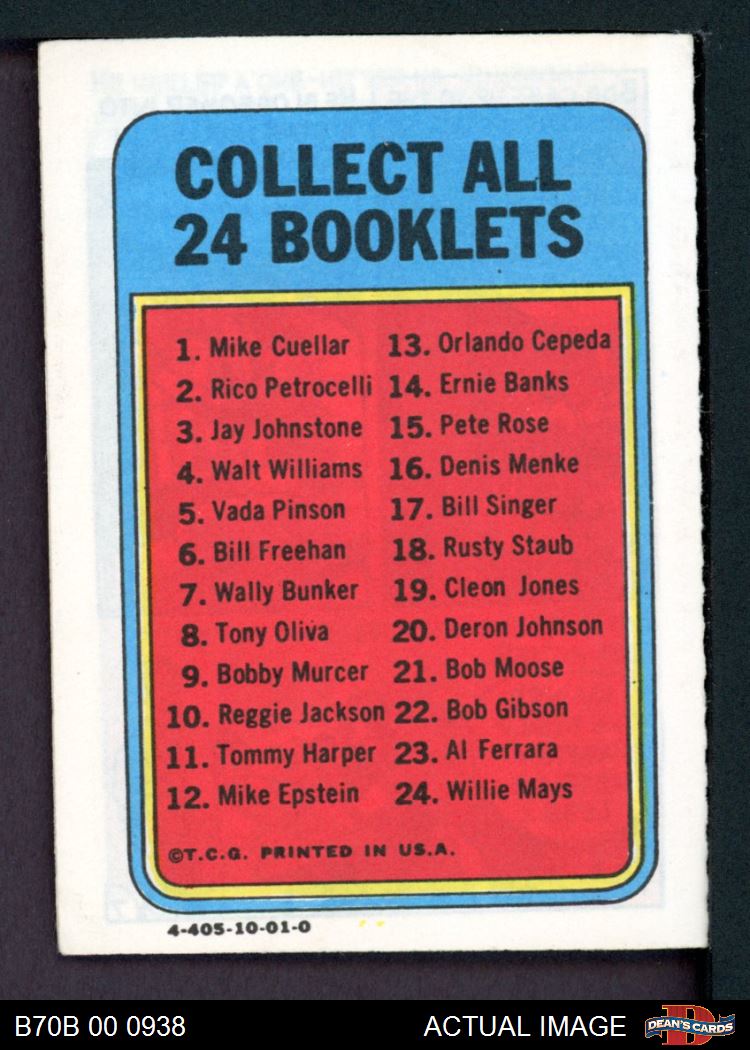 COLLECT ALL
24 BOOKLETS
1. Mike Cuellar
2. Rico Petrocelli
3. Jay Johnstone
4. Walt Williams
5. Vada Pinson
6. Bill Freehan
7. Wally Bunker
8. Tony Oliva
9. Bobby Murcer
10. Reggie Jackson
11. Tommy Harper
12. Mike Epstein
13. Orlando Cepeda
14. Ernie Banks
15. Pete Rose
16. Denis Menke
17. Bill Singer
18. Rusty Staub
19. Cleon Jones
20. Deron Johnson
21. Bob Moose
22. Bob Gibson
23. Al Ferrara
24. Willie Mays
©T.C.G. PRINTED IN U.S.A.
4-405-10-01-0
B70B 00 0938
ACTUAL IMAGE
D
DEAN'S CARDS